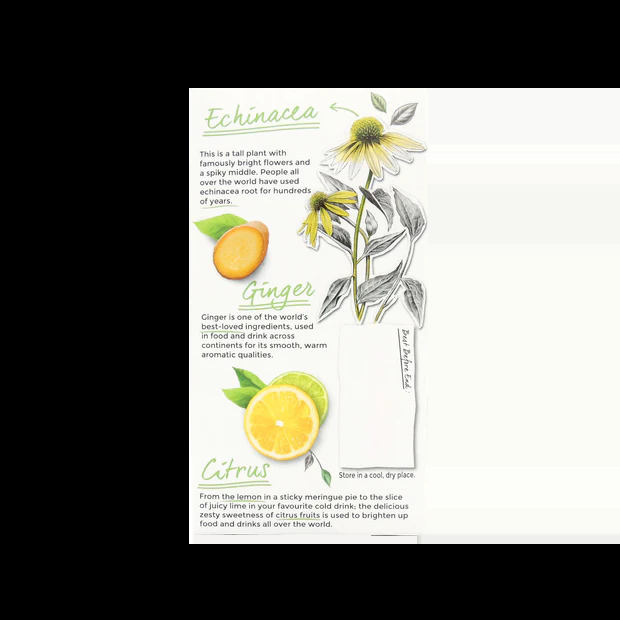 Echinacea
This is a tall plant with
famously bright flowers and
a spiky middle. People all
over the world have used
echinacea root for hundreds
of years.
Ginger
Ginger is one of the world's
best-loved ingredients, used
in food and drink across
continents for its smooth, warm
aromatic qualities.
Best Before End:
Store in a cool, dry place.
Citrus
From the lemon in a sticky meringue pie to the slice
of juicy lime in your favourite cold drink; the delicious
zesty sweetness of citrus fruits is used to brighten up
food and drinks all over the world.